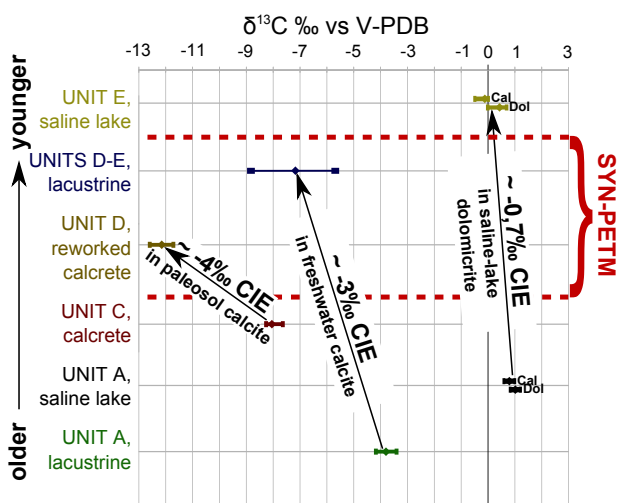 δ¹³C ‰ vs V-PDB
-13 -11 -9 -7 -5 -3 -1 0 1 3
younger
older
UNIT E,
saline lake
UNITS D-E,
lacustrine
UNIT D,
reworked
calcrete
UNIT C,
calcrete
UNIT A,
saline lake
UNIT A,
lacustrine
Cal
Dol
~ -4‰ CIE
in paleosol calcite
~ -3‰ CIE
in freshwater calcite
~ -0,7‰ CIE
in saline-lake
dolomicrite
Cal
Dol
SYN-PETM